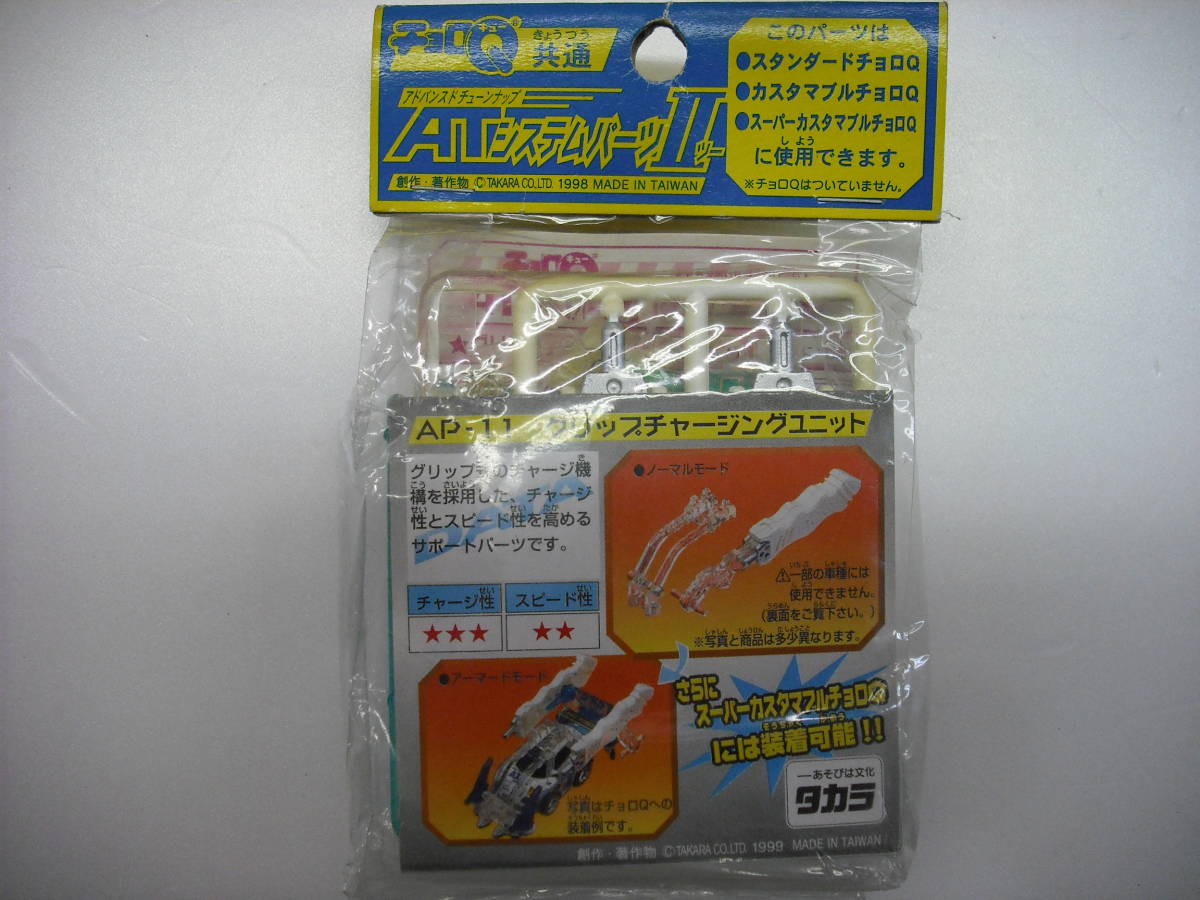 チョロQ
キュー
®
きょうつう
共通
アドバンスドチューンナップ
ATシステムパーツII
ツー
創作・著作物 ©TAKARA CO.,LTD. 1998 MADE IN TAIWAN
このパーツは
●スタンダードチョロQ
●カスタマブルチョロQ
●スーパーカスタマブルチョロQ
しよう
に使用できます。
※チョロQはついていません。
チョロQ
キュー
AP-11 グリップチャージングユニット
グリップ式のチャージ機
構を採用した、チャージ
性とスピード性を高める
サポートパーツです。
チャージ性
スピード性
★★★
★★
●ノーマルモード
⚠一部の車種には
使用できません。
(裏面をご覧下さい。)
※写真と商品は多少異なります。
●アーマードモード
写真はチョロQへの
装着例です。
さらに
スーパーカスタマブルチョロQ
には装着可能!!
―あそびは文化
タカラ
創作・著作物 ©TAKARA CO.,LTD. 1999 MADE IN TAIWAN